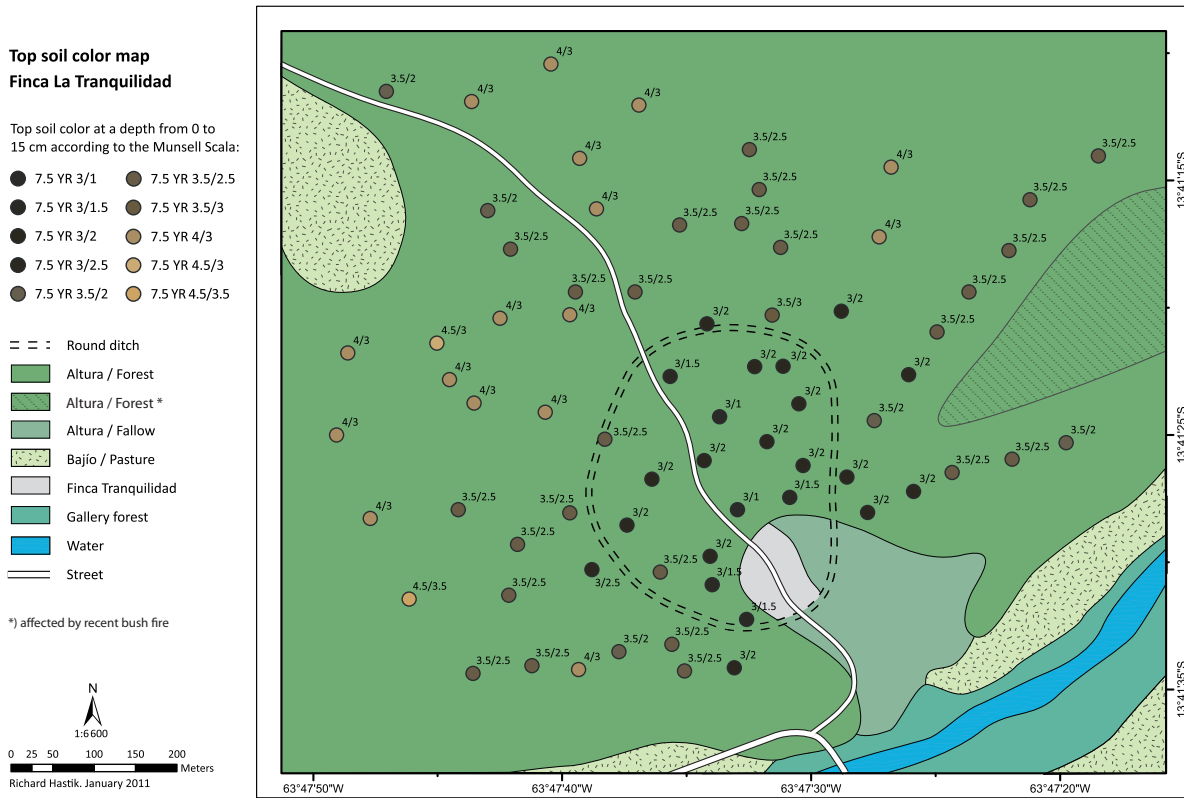 Top soil color map
Finca La Tranquilidad
Top soil color at a depth from 0 to
15 cm according to the Munsell Scala:
7.5 YR 3/1
7.5 YR 3.5/2.5
7.5 YR 3/1.5
7.5 YR 3.5/3
7.5 YR 3/2
7.5 YR 4/3
7.5 YR 3/2.5
7.5 YR 4.5/3
7.5 YR 3.5/2
7.5 YR 4.5/3.5
Round ditch
Altura / Forest
Altura / Forest *
Altura / Fallow
Bajío / Pasture
Finca Tranquilidad
Gallery forest
Water
Street
*) affected by recent bush fire
N
1:6 600
0 25 50 100 150 200
Meters
Richard Hastik. January 2011
4/3
3.5/2
4/3
4/3
3.5/2.5
4/3
3.5/2.5
4/3
3.5/2.5
3.5/2.5
4/3
3.5/2
3.5/2.5
3.5/2.5
4/3
3.5/2.5
3.5/2.5
3.5/2.5
3.5/2.5
3.5/2.5
3.5/2.5
3.5/2.5
4/3
4/3
3/2
3.5/3
3/2
3.5/2.5
4.5/3
4/3
3/2
3/2
3/2
4/3
3/1.5
4/3
3/2
4/3
3/1
3.5/2
4/3
3.5/2.5
3/2
3.5/2
3/2
3/2
3.5/2.5
3.5/2.5
3/2
3/2
3/2
3/1.5
3.5/2.5
3.5/2.5
3/1
3/2
4/3
3/2
3.5/2.5
3/2
3/2.5
3.5/2.5
3/1.5
3.5/2.5
4.5/3.5
3/1.5
3.5/2.5
3.5/2
3.5/2.5
3.5/2.5
4/3
3.5/2.5
3/2
13°41'15"S
13°41'25"S
13°41'35"S
63°47'50"W
63°47'40"W
63°47'30"W
63°47'20"W